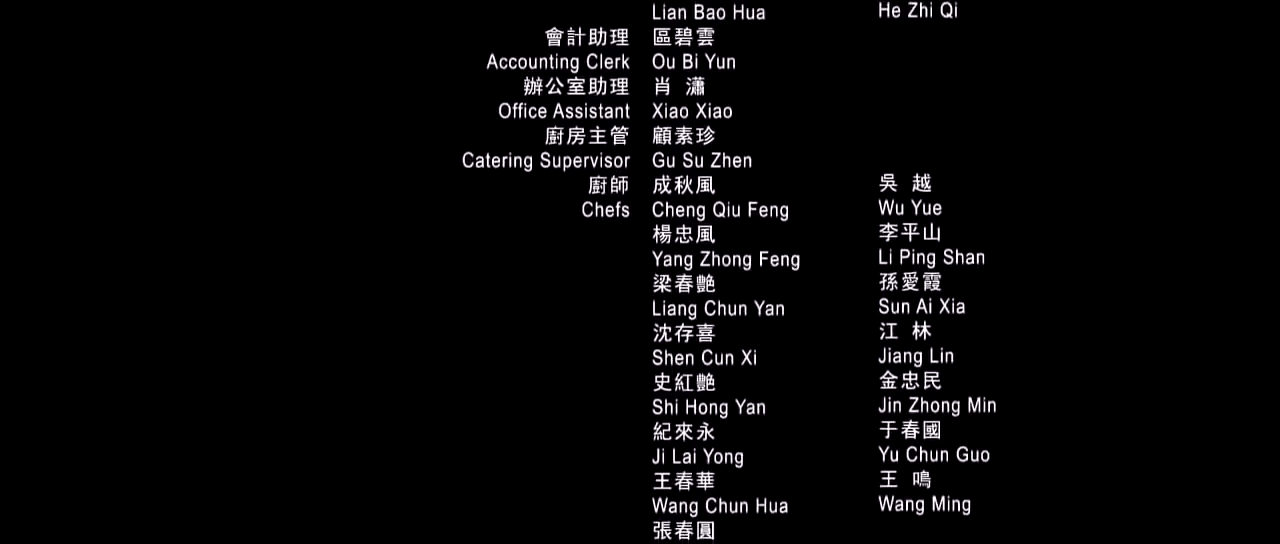 Lian Bao Hua He Zhi Qi
會計助理 區碧雲
Accounting Clerk Ou Bi Yun
辦公室助理 肖 瀟
Office Assistant Xiao Xiao
廚房主管 顧素珍
Catering Supervisor Gu Su Zhen
廚師 成秋風 吳 越
Chefs Cheng Qiu Feng Wu Yue
楊忠風 李平山
Yang Zhong Feng Li Ping Shan
梁春艷 孫愛霞
Liang Chun Yan Sun Ai Xia
沈存喜 江 林
Shen Cun Xi Jiang Lin
史紅艷 金忠民
Shi Hong Yan Jin Zhong Min
紀來永 于春國
Ji Lai Yong Yu Chun Guo
王春華 王 鳴
Wang Chun Hua Wang Ming
張春圓